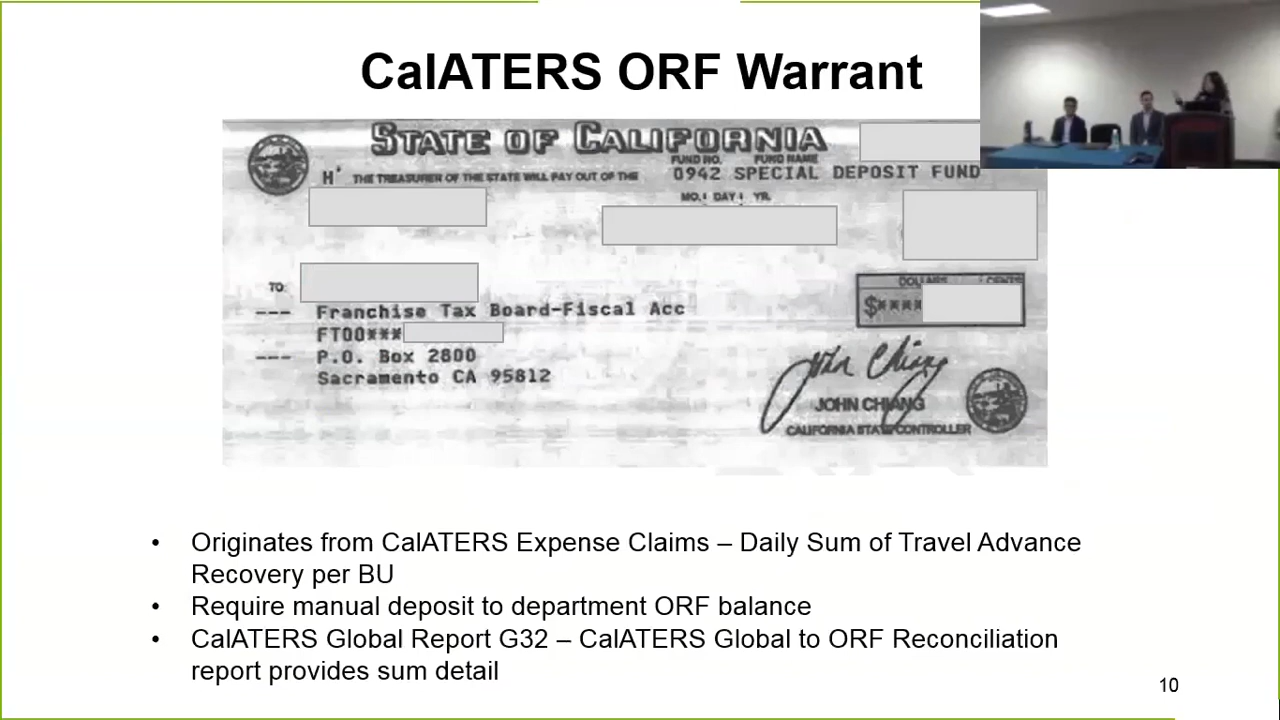 CalATERS ORF Warrant
STATE OF CALIFORNIA
FUND NO. FUND NAME
H* THE TREASURER OF THE STATE WILL PAY OUT OF THE 0942 SPECIAL DEPOSIT FUND
MO. DAY YR.
TO:
DOLLARS CENTS
$****
--- Franchise Tax Board-Fiscal Acc
FT00***
--- P.O. Box 2800
Sacramento CA 95812
John Chiang
JOHN CHIANG
CALIFORNIA STATE CONTROLLER
• Originates from CalATERS Expense Claims – Daily Sum of Travel Advance
Recovery per BU
• Require manual deposit to department ORF balance
• CalATERS Global Report G32 – CalATERS Global to ORF Reconciliation
report provides sum detail
10